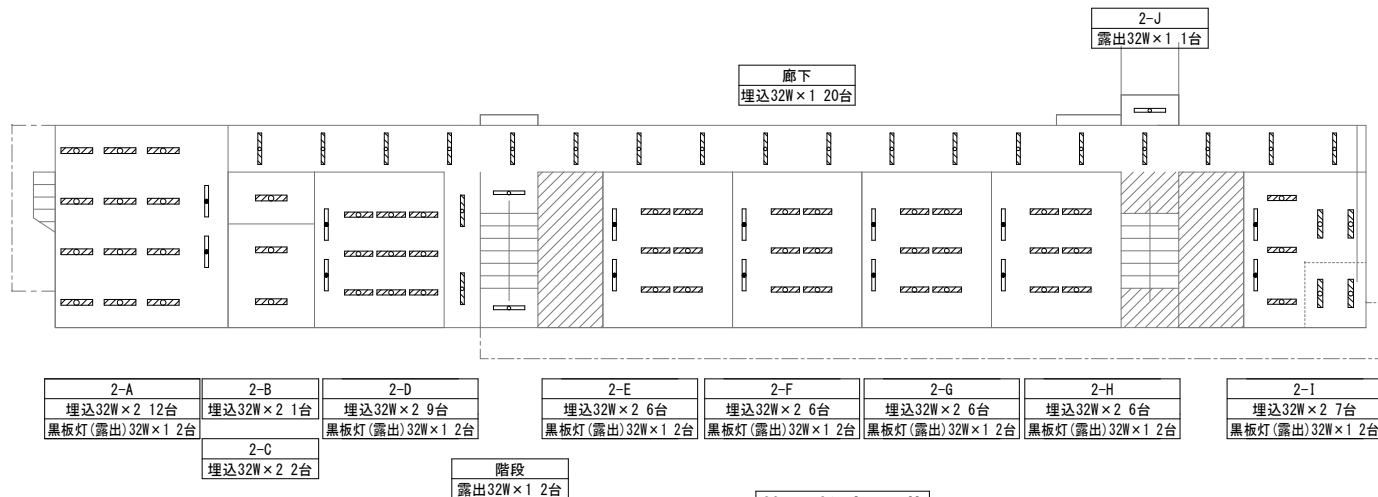 2-J
露出32W×1 1台
廊下
埋込32W×1 20台
2-A
埋込32W×2 12台
黒板灯(露出)32W×1 2台
2-B
埋込32W×2 1台
2-C
埋込32W×2 2台
2-D
埋込32W×2 9台
黒板灯(露出)32W×1 2台
2-E
埋込32W×2 6台
黒板灯(露出)32W×1 2台
2-F
埋込32W×2 6台
黒板灯(露出)32W×1 2台
2-G
埋込32W×2 6台
黒板灯(露出)32W×1 2台
2-H
埋込32W×2 6台
黒板灯(露出)32W×1 2台
2-I
埋込32W×2 7台
黒板灯(露出)32W×1 2台
階段
露出32W×1 2台